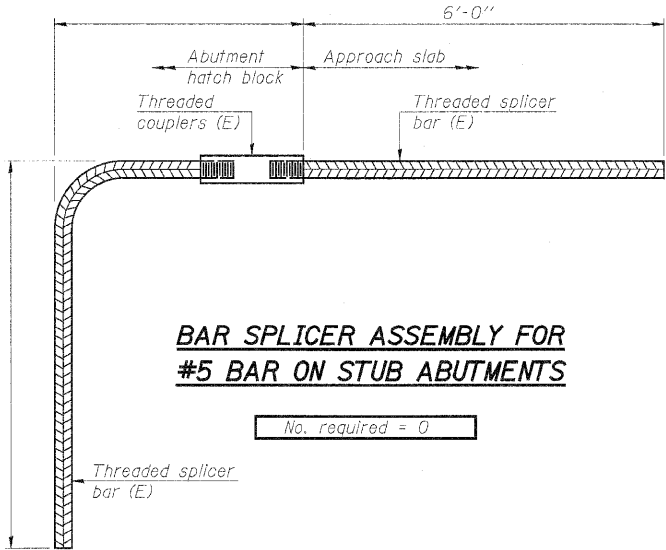 6'-0"
Abutment
hatch block
Approach slab
Threaded
couplers (E)
Threaded splicer
bar (E)
BAR SPLICER ASSEMBLY FOR
#5 BAR ON STUB ABUTMENTS
No. required = 0
Threaded splicer
bar (E)